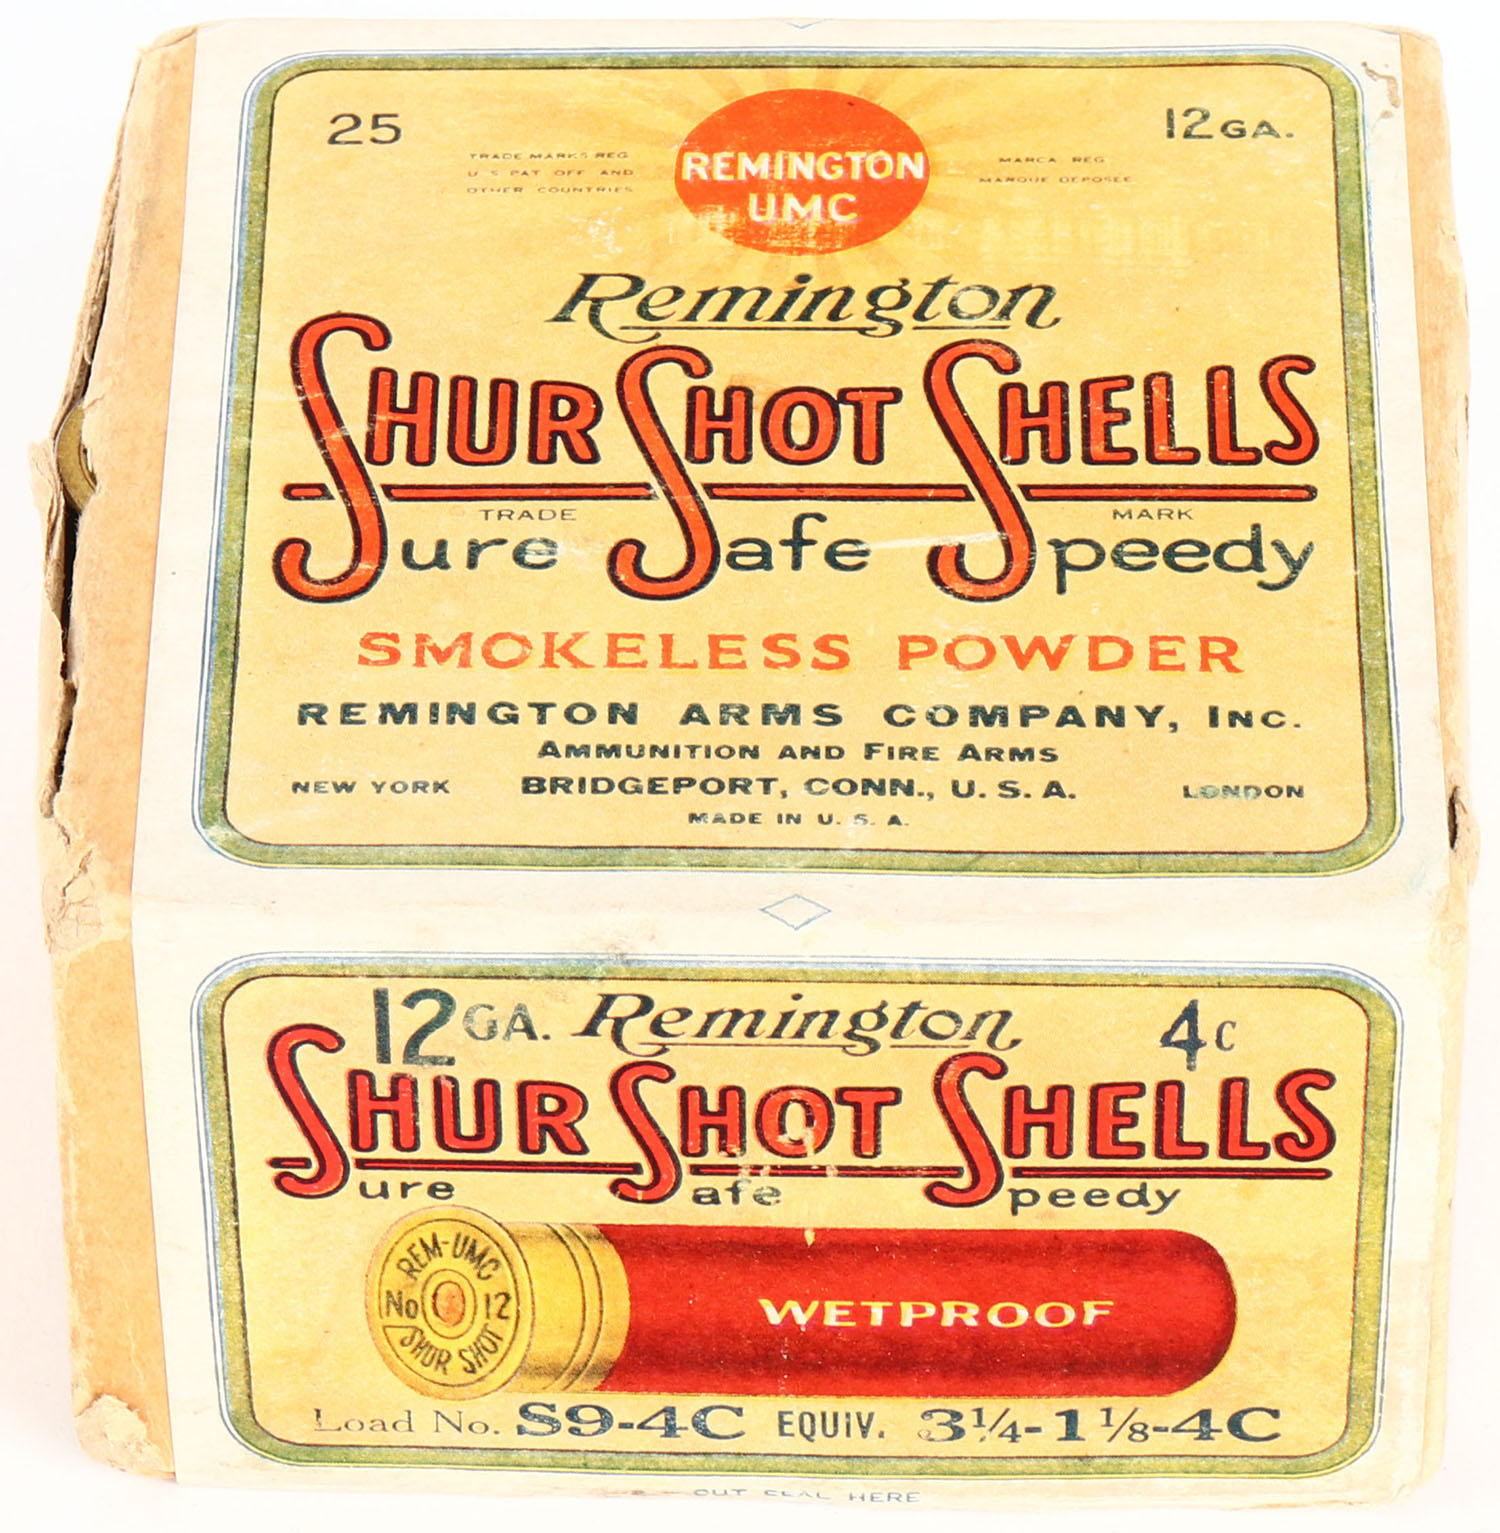 25
12GA.
TRADE MARKS REG
U S PAT OFF AND
OTHER COUNTRIES
REMINGTON
UMC
MARCA REG
MARQUE DEPOSEE
Remington
SHUR SHOT SHELLS
TRADE MARK
Sure Safe Speedy
SMOKELESS POWDER
REMINGTON ARMS COMPANY, INC.
AMMUNITION AND FIRE ARMS
NEW YORK BRIDGEPORT, CONN., U. S. A. LONDON
MADE IN U. S. A.
12GA. Remington 4C
SHUR SHOT SHELLS
Sure Safe Speedy
REM-UMC
No 12
SHUR SHOT
WETPROOF
Load No. S9-4C EQUIV. 3¼-1⅛-4C
CUT SEAL HERE